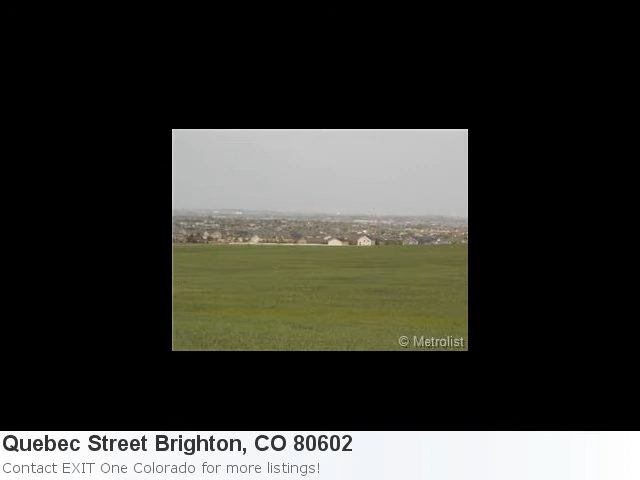 © Metrolist
Quebec Street Brighton, CO 80602
Contact EXIT One Colorado for more listings!